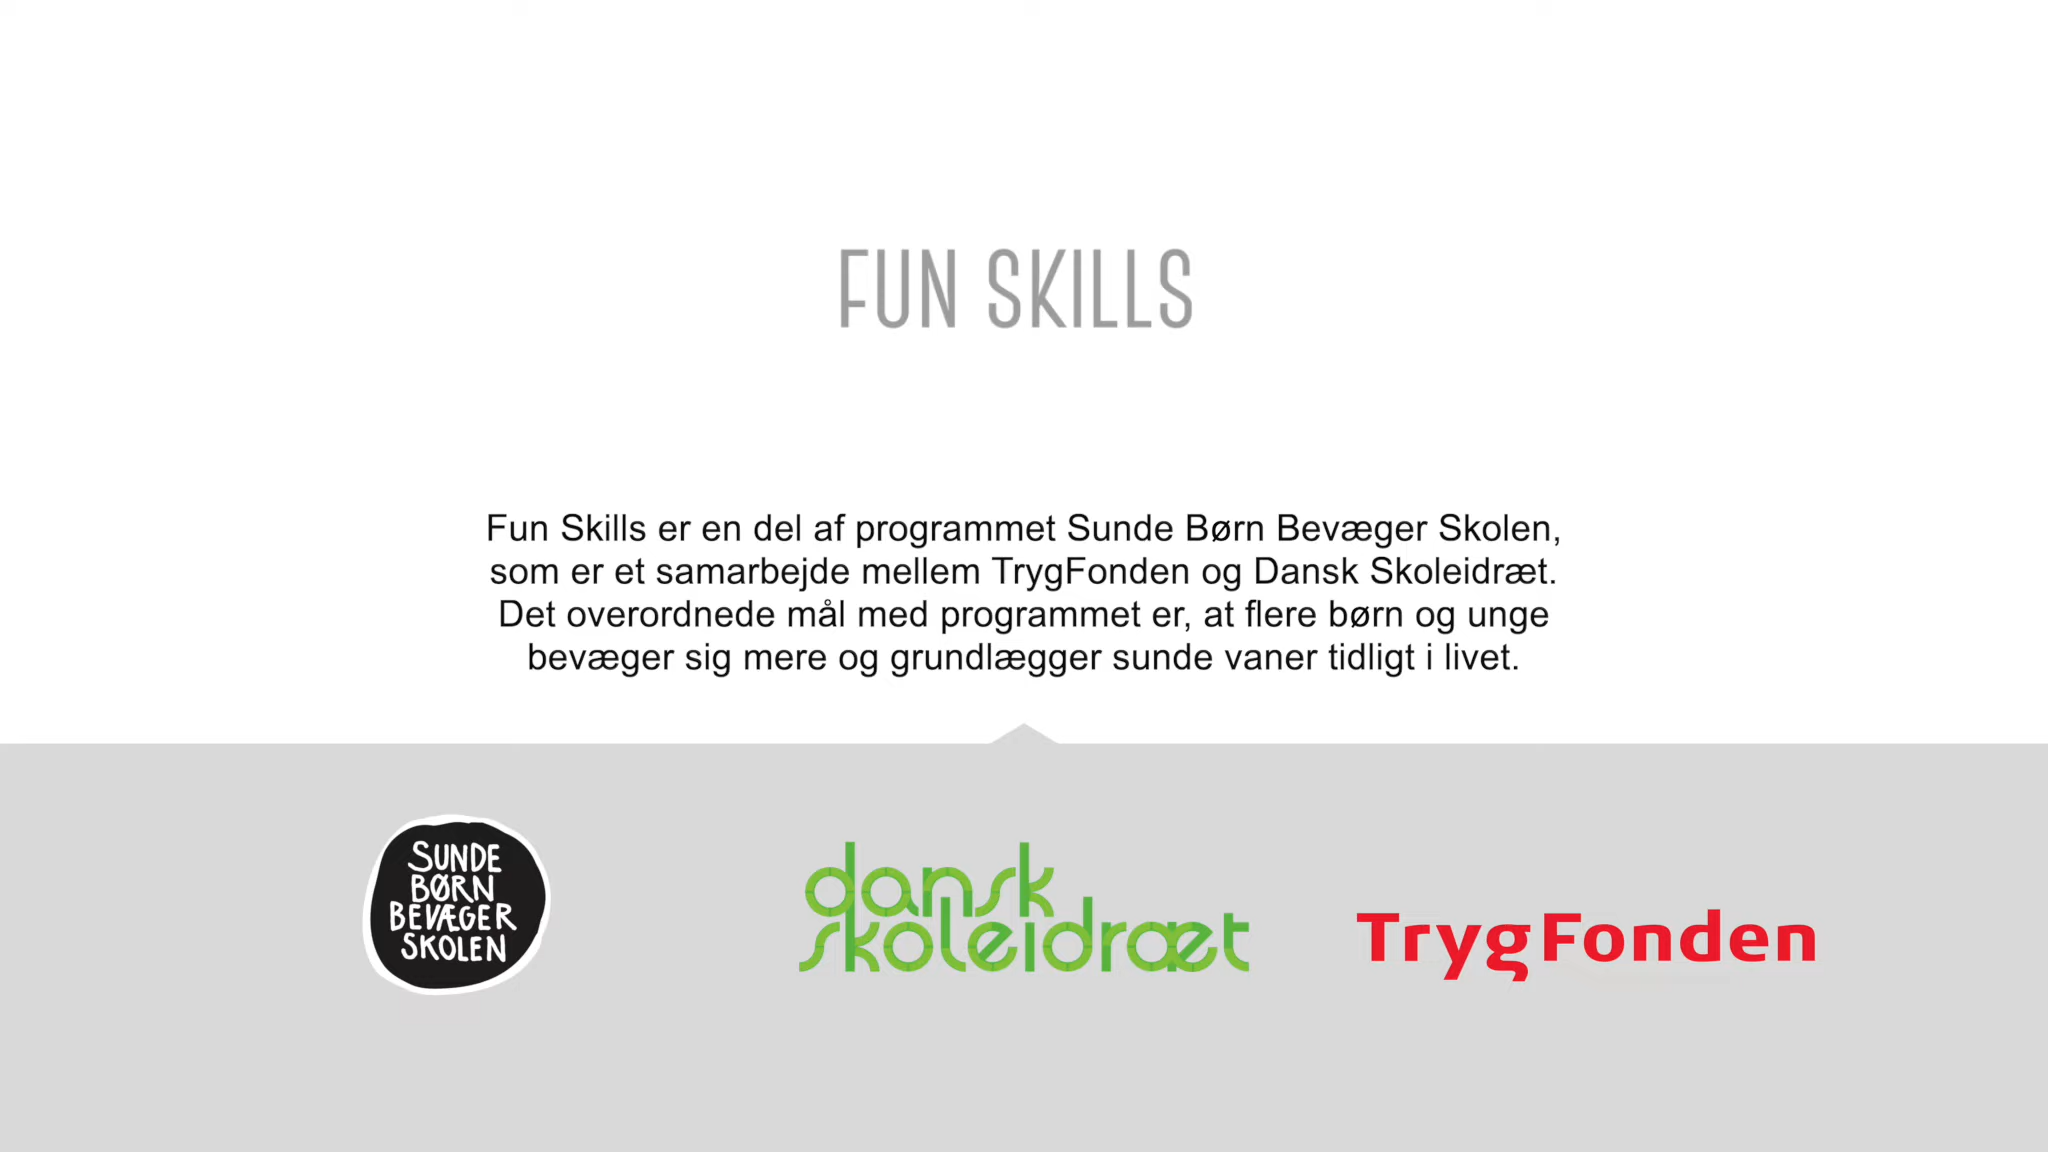 FUN SKILLS
Fun Skills er en del af programmet Sunde Børn Bevæger Skolen,
som er et samarbejde mellem TrygFonden og Dansk Skoleidræt.
Det overordnede mål med programmet er, at flere børn og unge
bevæger sig mere og grundlægger sunde vaner tidligt i livet.
SUNDE
BØRN
BEVÆGER
SKOLEN
dansk
skoleidræt
TrygFonden